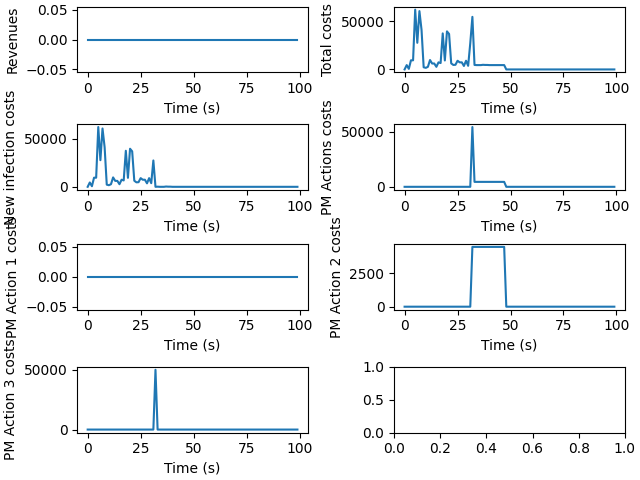 Revenues
0.05
0.00
−0.05
0 25 50 75 100
Time (s)
Total costs
50000
0
0 25 50 75 100
Time (s)
New infection costs
50000
0
0 25 50 75 100
Time (s)
PM Actions costs
50000
0
0 25 50 75 100
Time (s)
PM Action 1 costs
0.05
0.00
−0.05
0 25 50 75 100
Time (s)
PM Action 2 costs
2500
0
0 25 50 75 100
Time (s)
PM Action 3 costs
50000
0
0 25 50 75 100
Time (s)
1.0
0.5
0.0
0.0 0.2 0.4 0.6 0.8 1.0